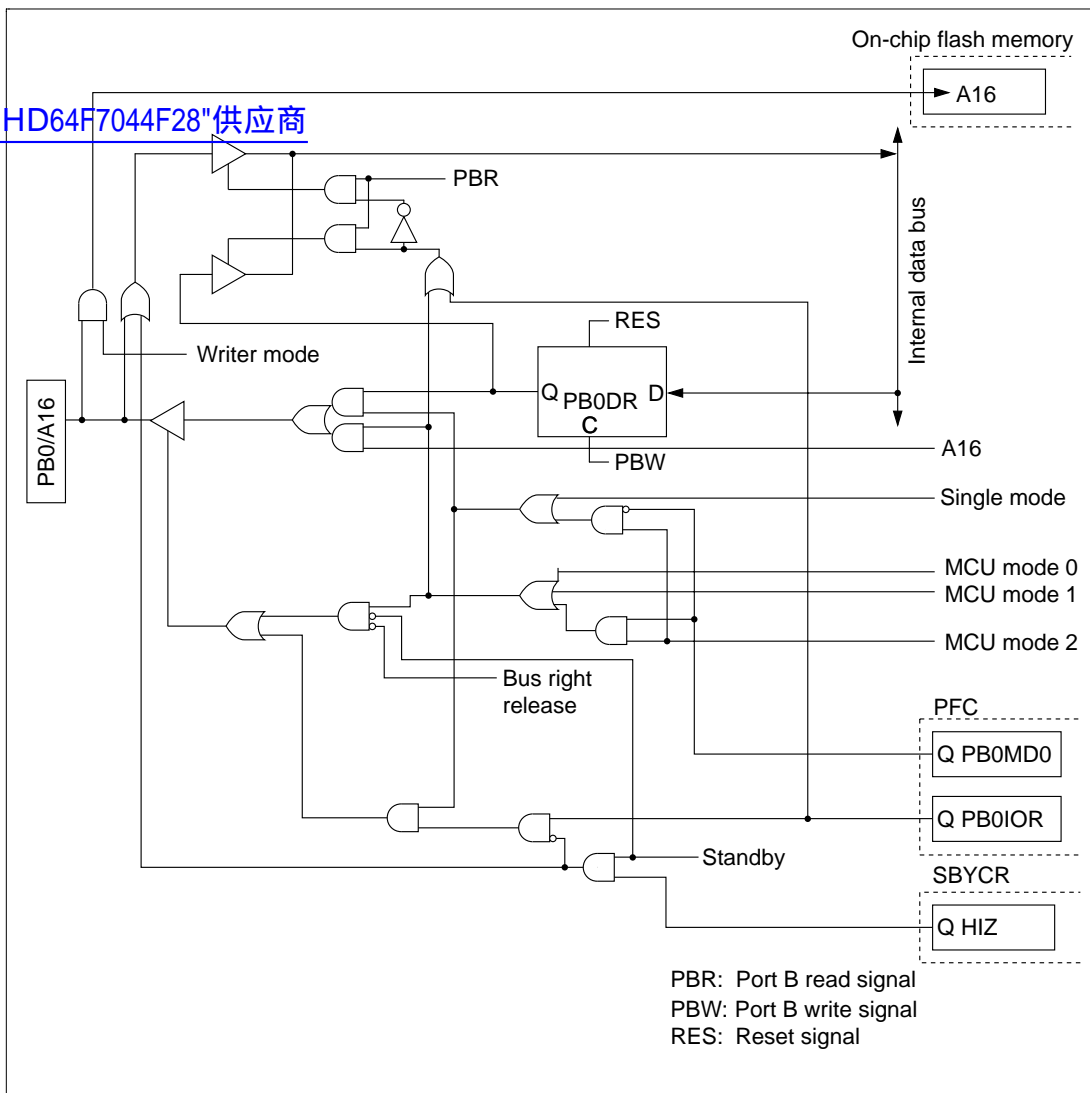 On-chip flash memory
A16
HD64F7044F28"供应商
PBR
Internal data bus
RES
Writer mode
Q PB0DR D
C
PB0/A16
PBW
A16
Single mode
MCU mode 0
MCU mode 1
MCU mode 2
Bus right
release
PFC
Q PB0MD0
Q PB0IOR
Standby
SBYCR
Q HIZ
PBR: Port B read signal
PBW: Port B write signal
RES: Reset signal